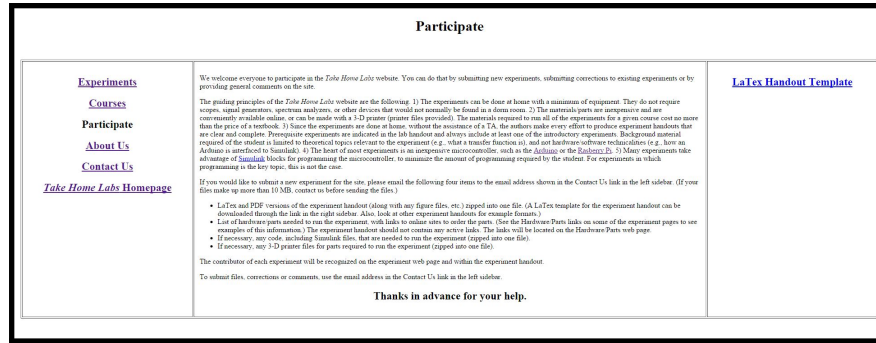 Participate
Experiments
Courses
Participate
About Us
Contact Us
Take Home Labs Homepage
We welcome everyone to participate in the Take Home Labs website. You can do that by submitting new experiments, submitting corrections to existing experiments or by
providing general comments on the site.
The guiding principles of the Take Home Labs website are the following. 1) The experiments can be done at home with a minimum of equipment. They do not require
scopes, signal generators, spectrum analyzers, or other devices that would not normally be found in a dorm room. 2) The materials/parts are inexpensive and are
conveniently available online, or can be made with a 3-D printer (printer files provided). The materials required to run all of the experiments for a given course cost no more
than the price of a textbook. 3) Since the experiments are done at home, without the assistance of a TA, the authors make every effort to produce experiment handouts that
are clear and complete. Prerequisite experiments are indicated in the lab handout and always include at least one of the introductory experiments. Background material
required of the student is limited to theoretical topics relevant to the experiment (e.g., what a transfer function is), and not hardware/software technicalities (e.g., how an
Arduino is interfaced to Simulink). 4) The heart of most experiments is an inexpensive microcontroller, such as the Arduino or the Rasberry Pi. 5) Many experiments take
advantage of Simulink blocks for programming the microcontroller, to minimize the amount of programming required by the student. For experiments in which
programming is the key topic, this is not the case.
If you would like to submit a new experiment for the site, please email the following four items to the email address shown in the Contact Us link in the left sidebar. (If your
files make up more than 10 MB, contact us before sending the files.)
• LaTex and PDF versions of the experiment handout (along with any figure files, etc.) zipped into one file. (A LaTex template for the experiment handout can be
downloaded through the link in the right sidebar. Also, look at other experiment handouts for example formats.)
• List of hardware/parts needed to run the experiment, with links to online sites to order the parts. (See the Hardware/Parts links on some of the experiment pages to see
examples of this information.) The experiment handout should not contain any active links. The links will be located on the Hardware/Parts web page.
• If necessary, any code, including Simulink files, that are needed to run the experiment (zipped into one file).
• If necessary, any 3-D printer files for parts required to run the experiment (zipped into one file).
The contributor of each experiment will be recognized on the experiment web page and within the experiment handout.
To submit files, corrections or comments, use the email address in the Contact Us link in the left sidebar.
Thanks in advance for your help.
LaTex Handout Template